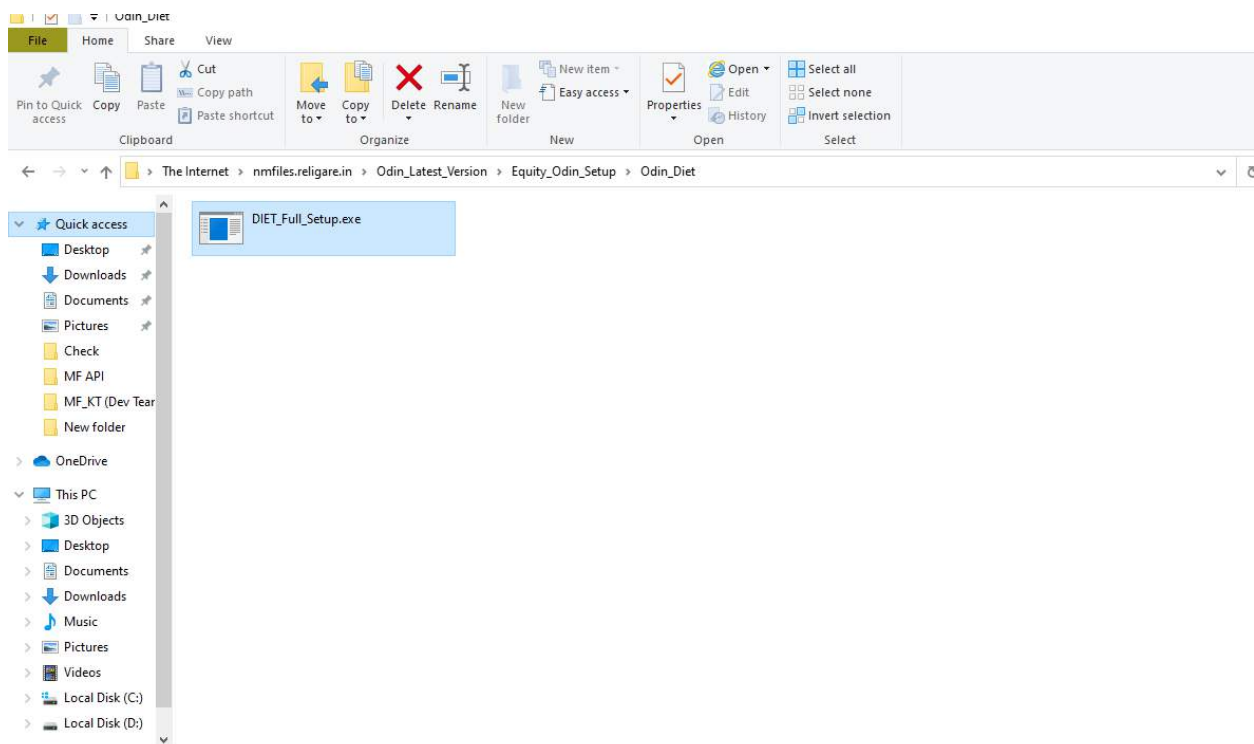 Odin_Diet
File Home Share View
Pin to Quick access
Copy
Paste
Cut
Copy path
Paste shortcut
Clipboard
Move to
Copy to
Delete
Rename
Organize
New folder
New item
Easy access
New
Properties
Open
Edit
History
Open
Select all
Select none
Invert selection
Select
The Internet > nmfiles.religare.in > Odin_Latest_Version > Equity_Odin_Setup > Odin_Diet
Quick access
Desktop
Downloads
Documents
Pictures
Check
MF API
MF_KT (Dev Tear
New folder
OneDrive
This PC
3D Objects
Desktop
Documents
Downloads
Music
Pictures
Videos
Local Disk (C:)
Local Disk (D:)
DIET_Full_Setup.exe